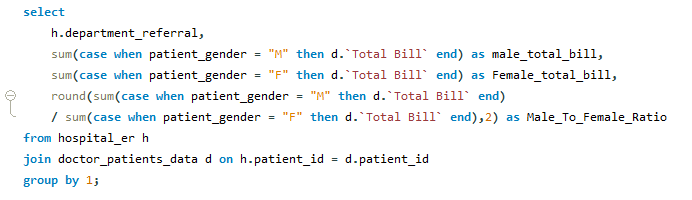 select
h.department_referral,
sum(case when patient_gender = "M" then d.`Total Bill` end) as male_total_bill,
sum(case when patient_gender = "F" then d.`Total Bill` end) as Female_total_bill,
round(sum(case when patient_gender = "M" then d.`Total Bill` end)
/ sum(case when patient_gender = "F" then d.`Total Bill` end),2) as Male_To_Female_Ratio
from hospital_er h
join doctor_patients_data d on h.patient_id = d.patient_id
group by 1;